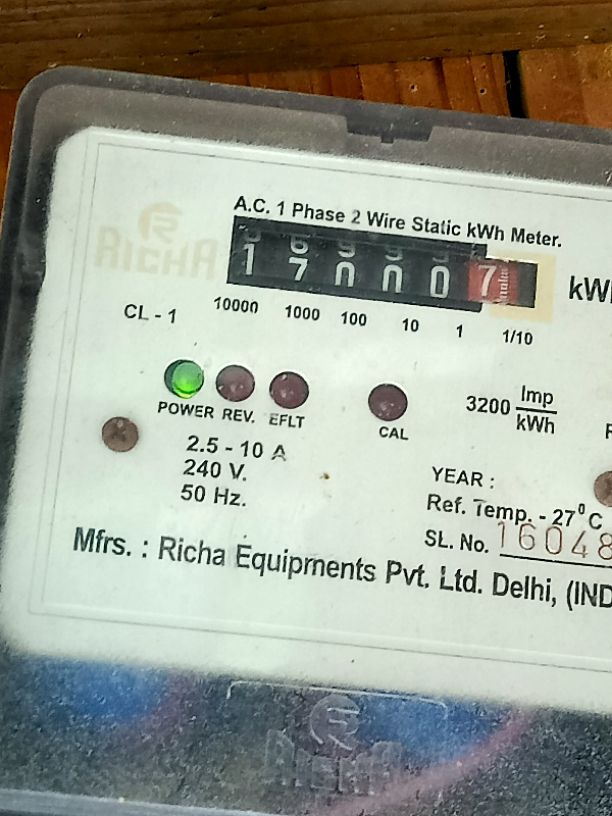 RICHA
A.C. 1 Phase 2 Wire Static kWh Meter.
1 7 0 0 0 7
10000 1000 100 10 1 1/10
CL - 1
POWER REV. EFLT
CAL
3200 Imp
kWh
2.5 - 10 A
240 V.
50 Hz.
YEAR :
Ref. Temp. - 27°C
SL. No. 16048
Mfrs. : Richa Equipments Pvt. Ltd. Delhi,
RICHA